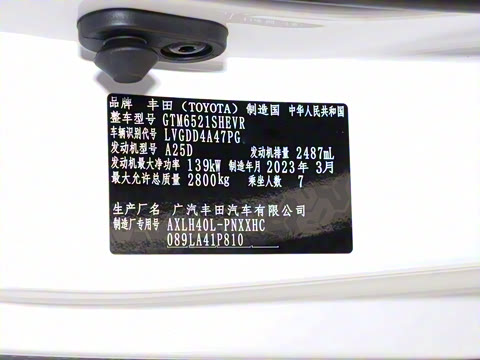 品牌 丰田(TOYOTA) 制造国 中华人民共和国
整车型号 GTM6521SHEVR
车辆识别代号 LVGDD4A47PG
发动机型号 A25D 发动机排量 2487mL
发动机最大净功率 139kW 制造年月 2023年 3月
最大允许总质量 2800kg 乘坐人数 7
生产厂名 广汽丰田汽车有限公司
制造厂专用号 AXLH40L-PNXXHC
089LA41P810